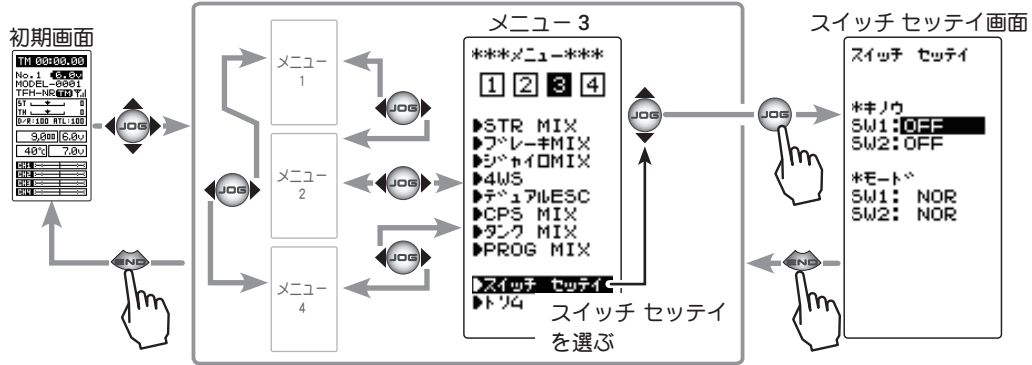 初期画面
TM 00:00.00
No.1 6.0v
MODEL-0001
TFH-NR TM
ST 0
TH 0
D/R:100 ATL:100
9.0 6.0v
40℃ 7.0v
CH1
CH2
CH3
CH4
JOG
END
メニュー
1
JOG
JOG
メニュー
2
JOG
メニュー
4
JOG
メニュー 3
***メニュー***
1 2 3 4
▶STR MIX
▶ブレーキMIX
▶ジャイロMIX
▶4WS
▶デュアルESC
▶CPS MIX
▶タンク MIX
▶PROG MIX
▶スイッチ セッテイ
▶トリム
スイッチ セッテイ
を選ぶ
JOG
JOG
END
スイッチ セッテイ画面
スイッチ セッテイ
*キノウ
SW1:OFF
SW2:OFF
*モード
SW1: NOR
SW2: NOR